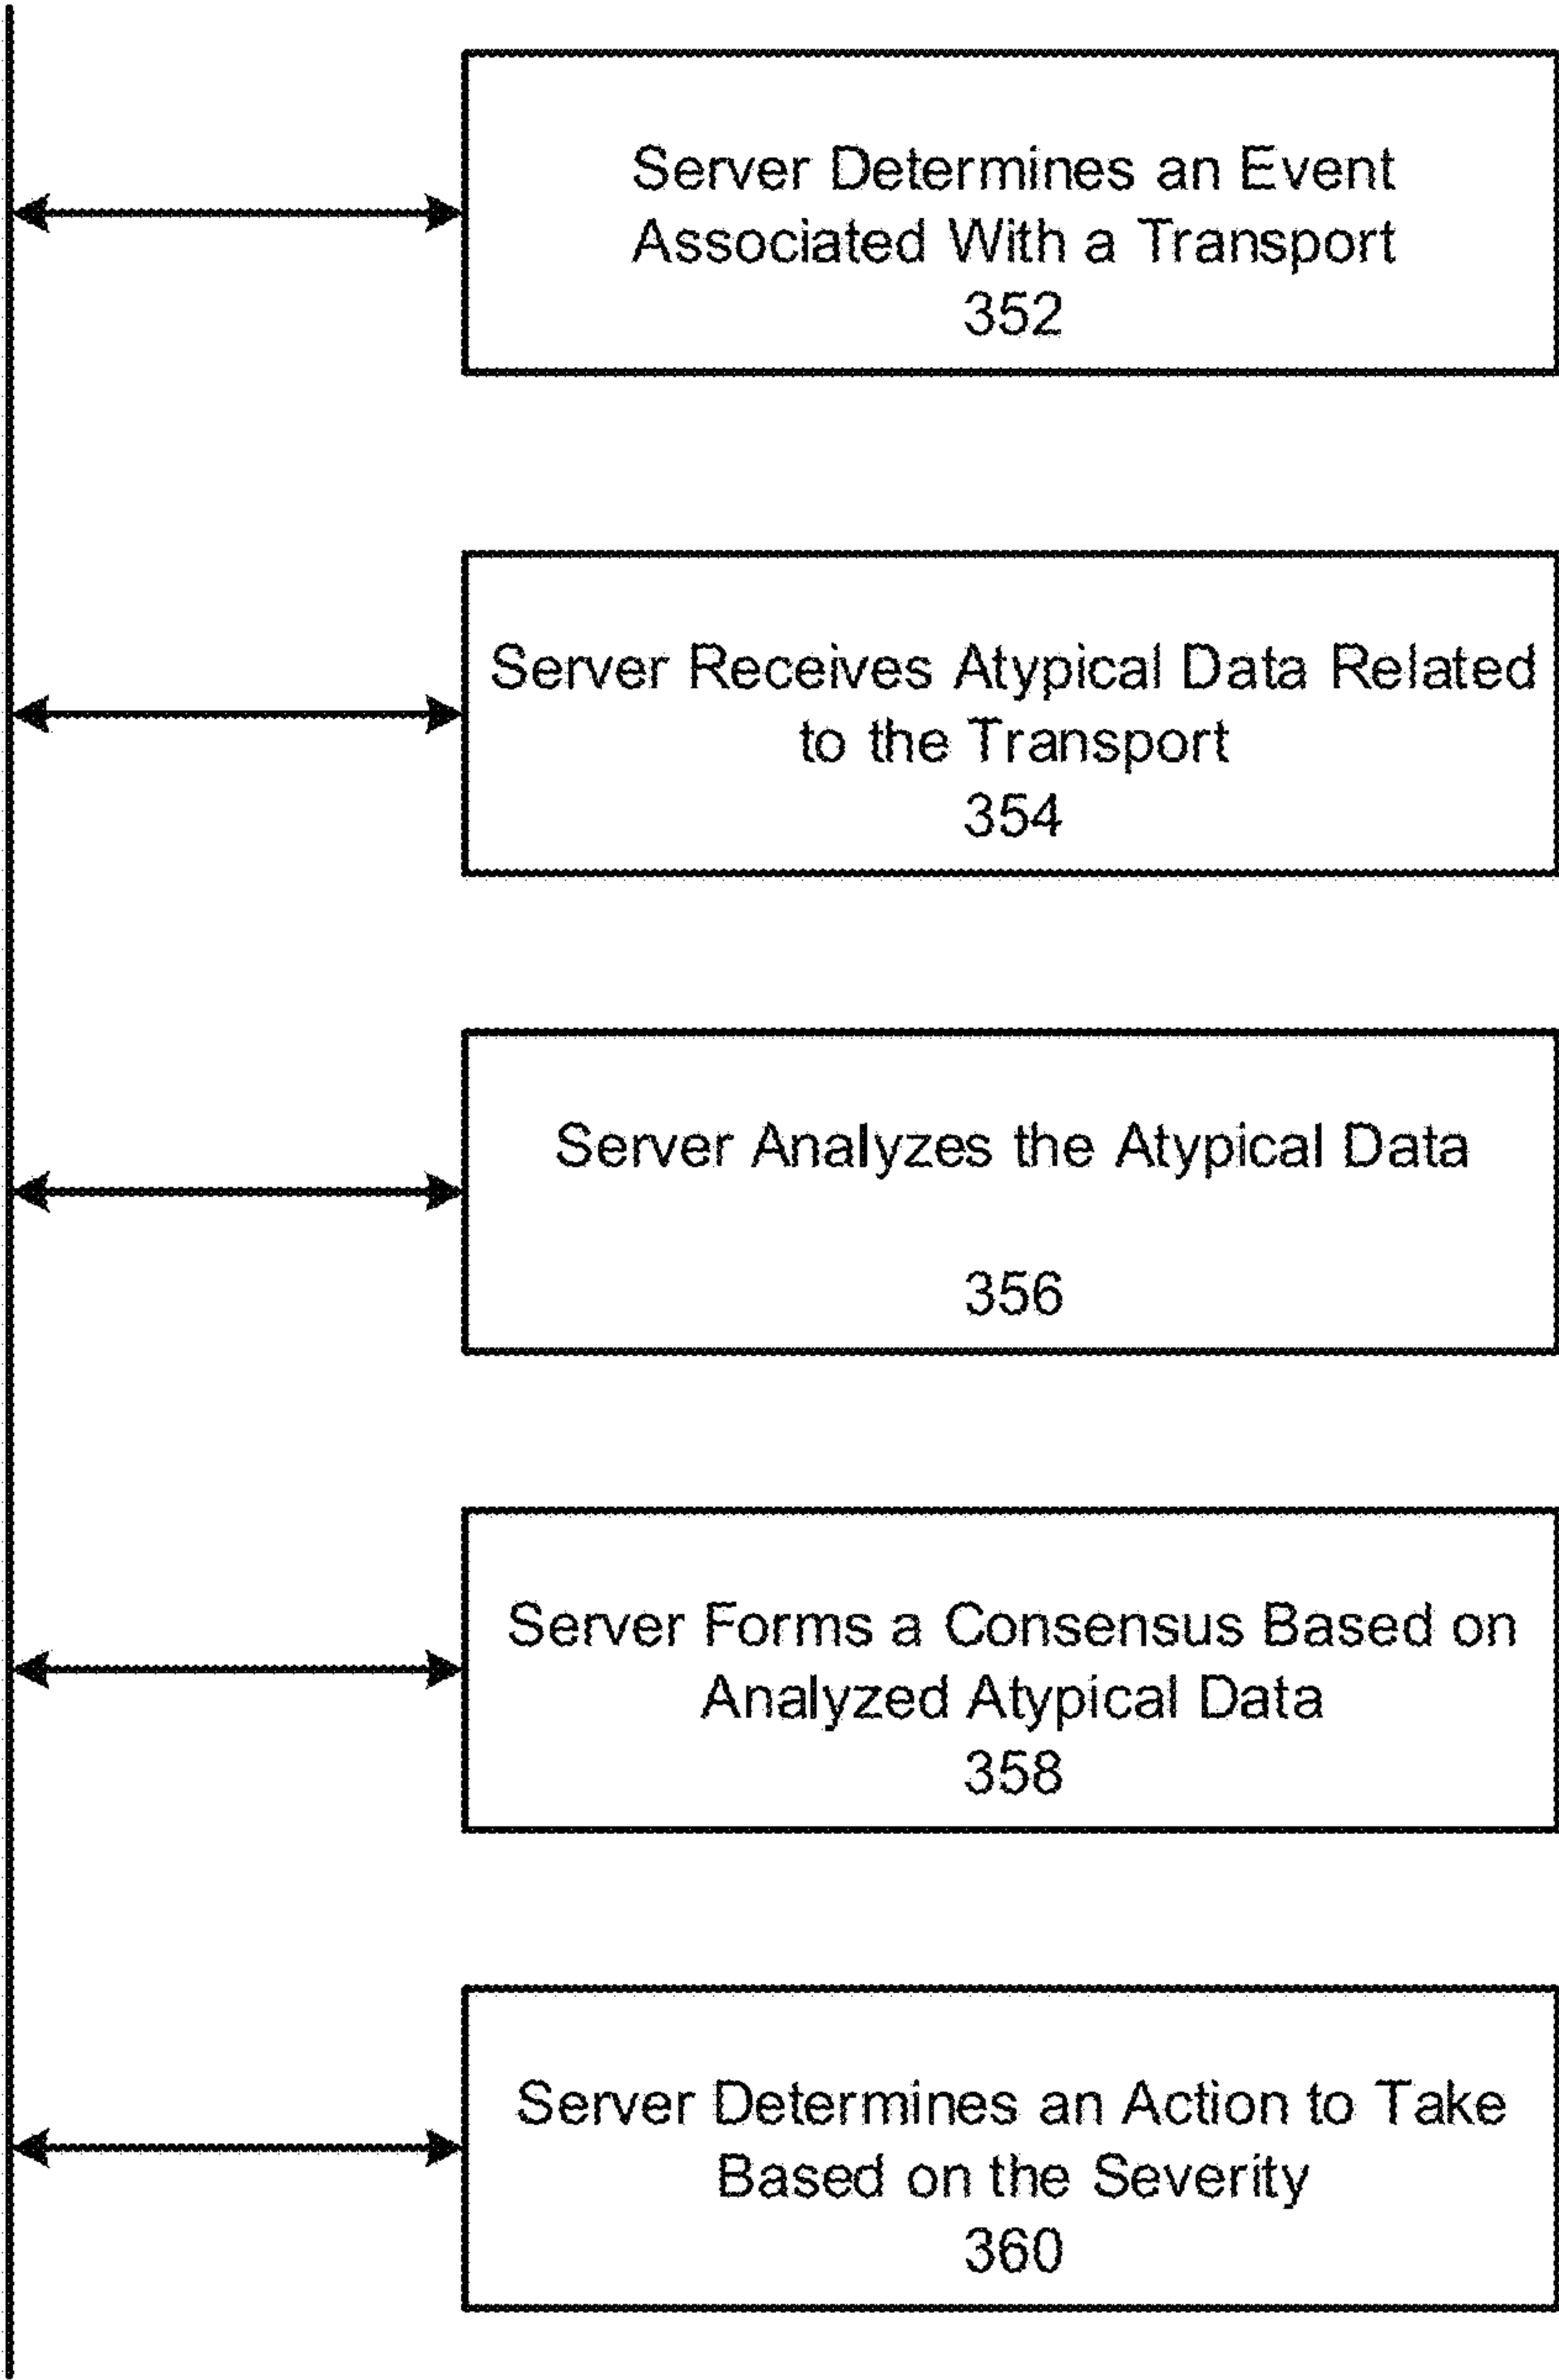 Server Determines an Event
Associated With a Transport
352
Server Receives Atypical Data Related
to the Transport
354
Server Analyzes the Atypical Data
356
Server Forms a Consensus Based on
Analyzed Atypical Data
358
Server Determines an Action to Take
Based on the Severity
360